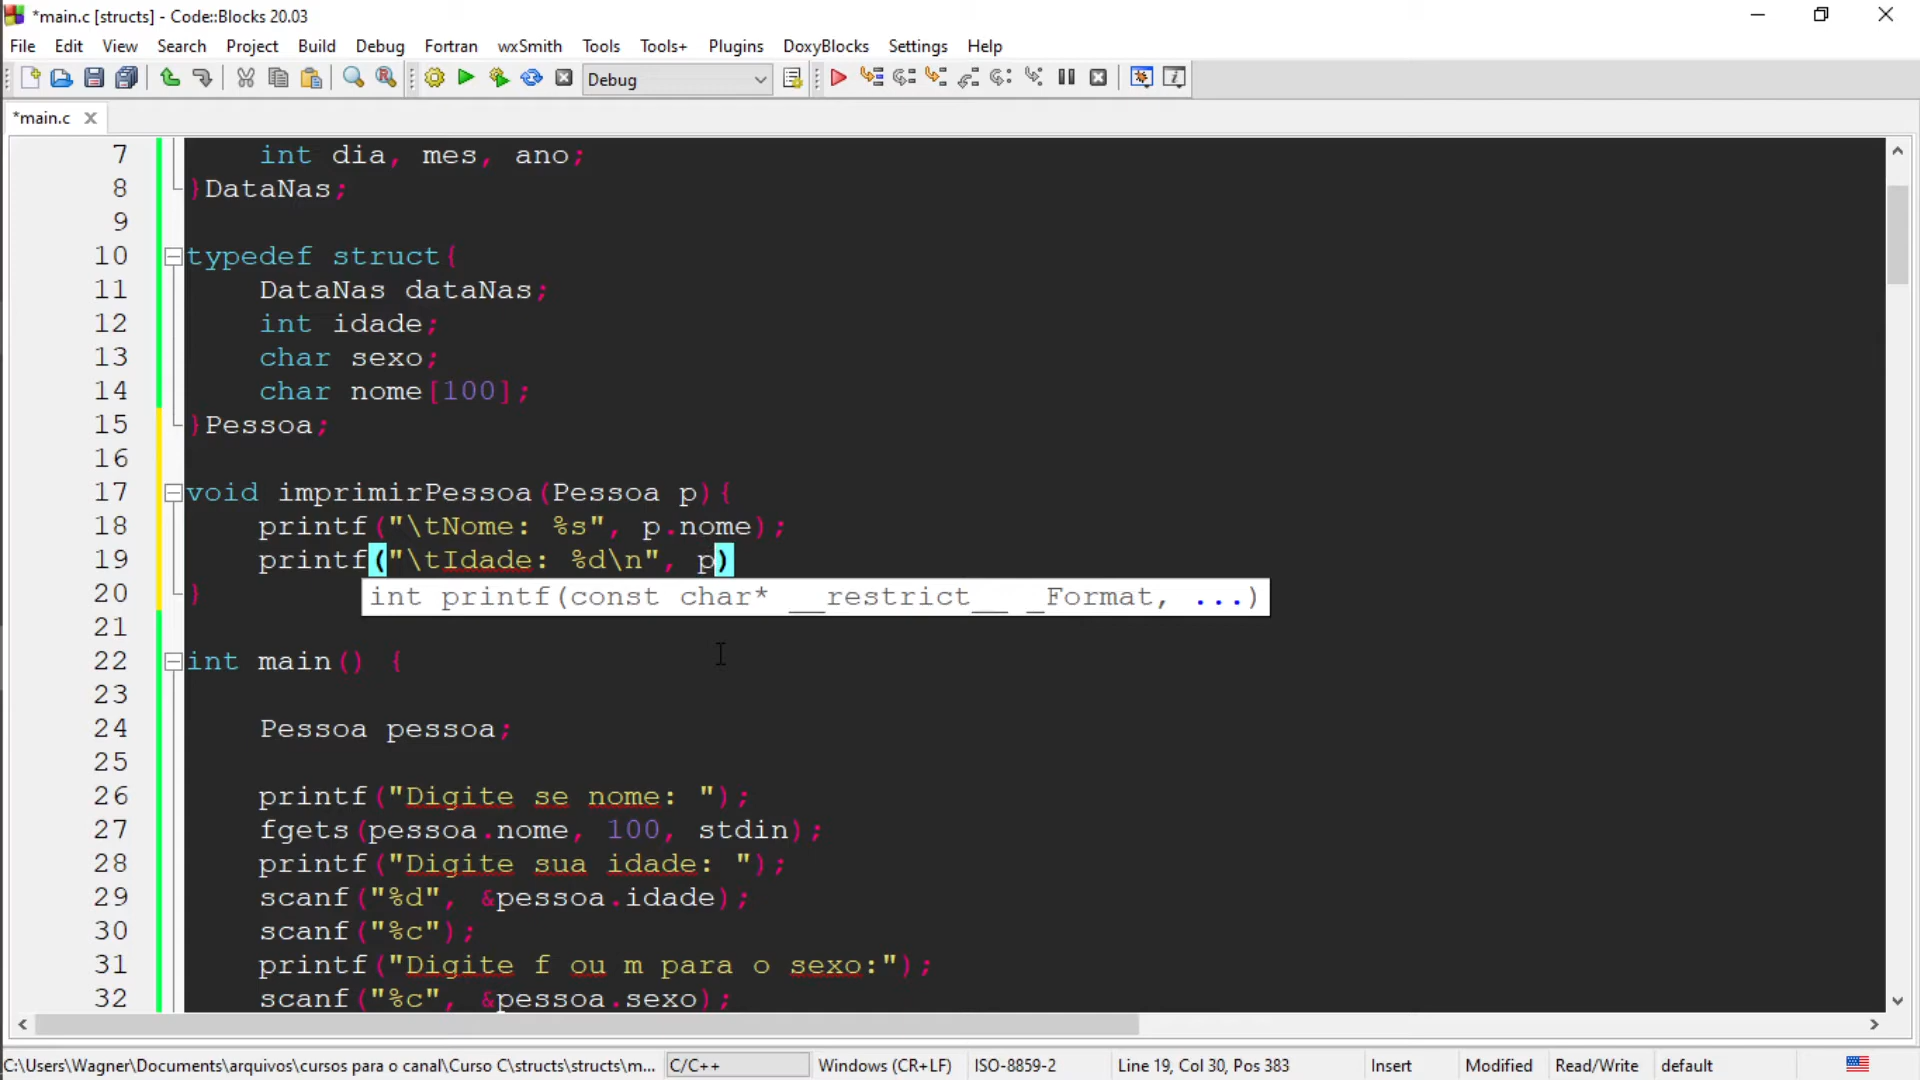 *main.c [structs] - Code::Blocks 20.03
File Edit View Search Project Build Debug Fortran wxSmith Tools Tools+ Plugins DoxyBlocks Settings Help
Debug
*main.c
7 int dia, mes, ano;
8 }DataNas;
9
10 typedef struct{
11 DataNas dataNas;
12 int idade;
13 char sexo;
14 char nome[100];
15 }Pessoa;
16
17 void imprimirPessoa(Pessoa p){
18 printf("\tNome: %s", p.nome);
19 printf("\tIdade: %d\n", p)
20 }
int printf(const char* __restrict__ _Format, ...)
21
22 int main() {
23
24 Pessoa pessoa;
25
26 printf("Digite se nome: ");
27 fgets(pessoa.nome, 100, stdin);
28 printf("Digite sua idade: ");
29 scanf("%d", &pessoa.idade);
30 scanf("%c");
31 printf("Digite f ou m para o sexo:");
32 scanf("%c", &pessoa.sexo);
C:\Users\Wagner\Documents\arquivos\cursos para o canal\Curso C\structs\structs\m... C/C++ Windows (CR+LF) ISO-8859-2 Line 19, Col 30, Pos 383 Insert Modified Read/Write default